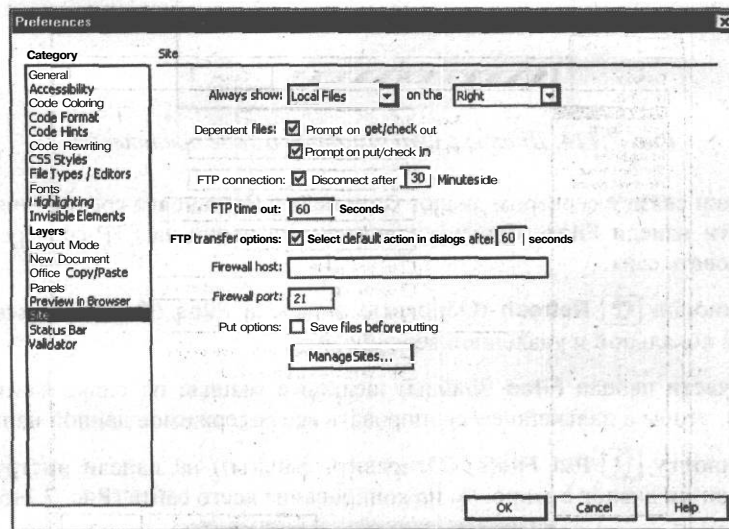 Preferences
Category
Site
General
Accessibility
Code Coloring
Code Format
Code Hints
Code Rewriting
CSS Styles
File Types / Editors
Fonts
Highlighting
Invisible Elements
Layers
Layout Mode
New Document
Office Copy/Paste
Panels
Preview in Browser
Site
Status Bar
Validator
Always show: Local Files on the Right
Dependent files: Prompt on get/check out
Prompt on put/check in
FTP connection: Disconnect after 30 Minutes idle
FTP time out: 60 Seconds
FTP transfer options: Select default action in dialogs after 60 seconds
Firewall host:
Firewall port: 21
Put options: Save files before putting
Manage Sites...
OK Cancel Help